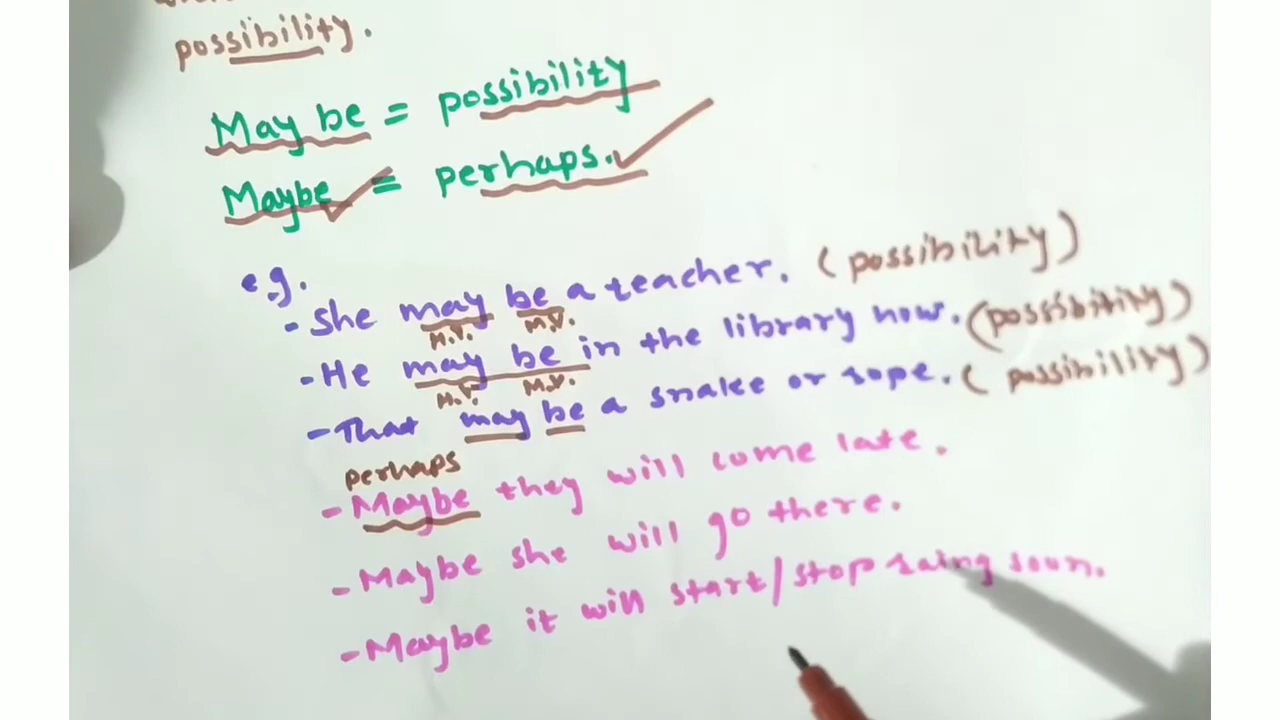 possibility.
May be = possibility
Maybe = perhaps.
e.g.
- She may be a teacher. (possibility)
M.V. M.V.
- He may be in the library now. (possibility)
M.V. M.V.
- That may be a snake or rope. (possibility)
perhaps
- Maybe they will come late.
- Maybe she will go there.
- Maybe it will start/stop raing soon.